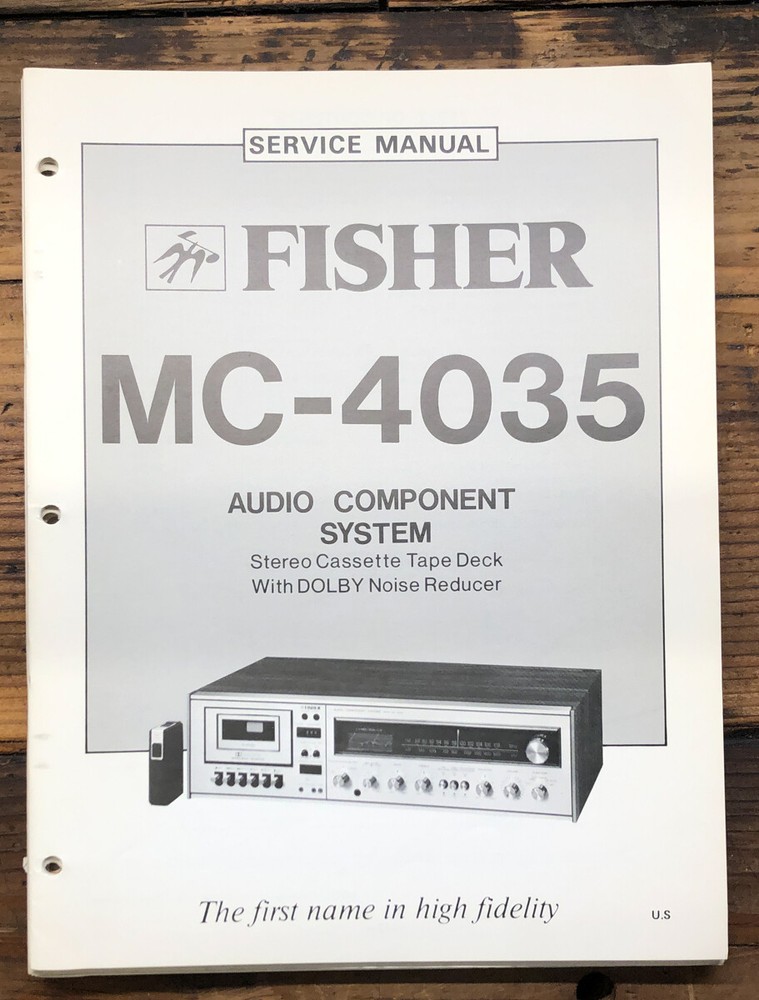 SERVICE MANUAL
FISHER
MC-4035
AUDIO COMPONENT
SYSTEM
Stereo Cassette Tape Deck
With DOLBY Noise Reducer
FISHER
The first name in high fidelity
U.S